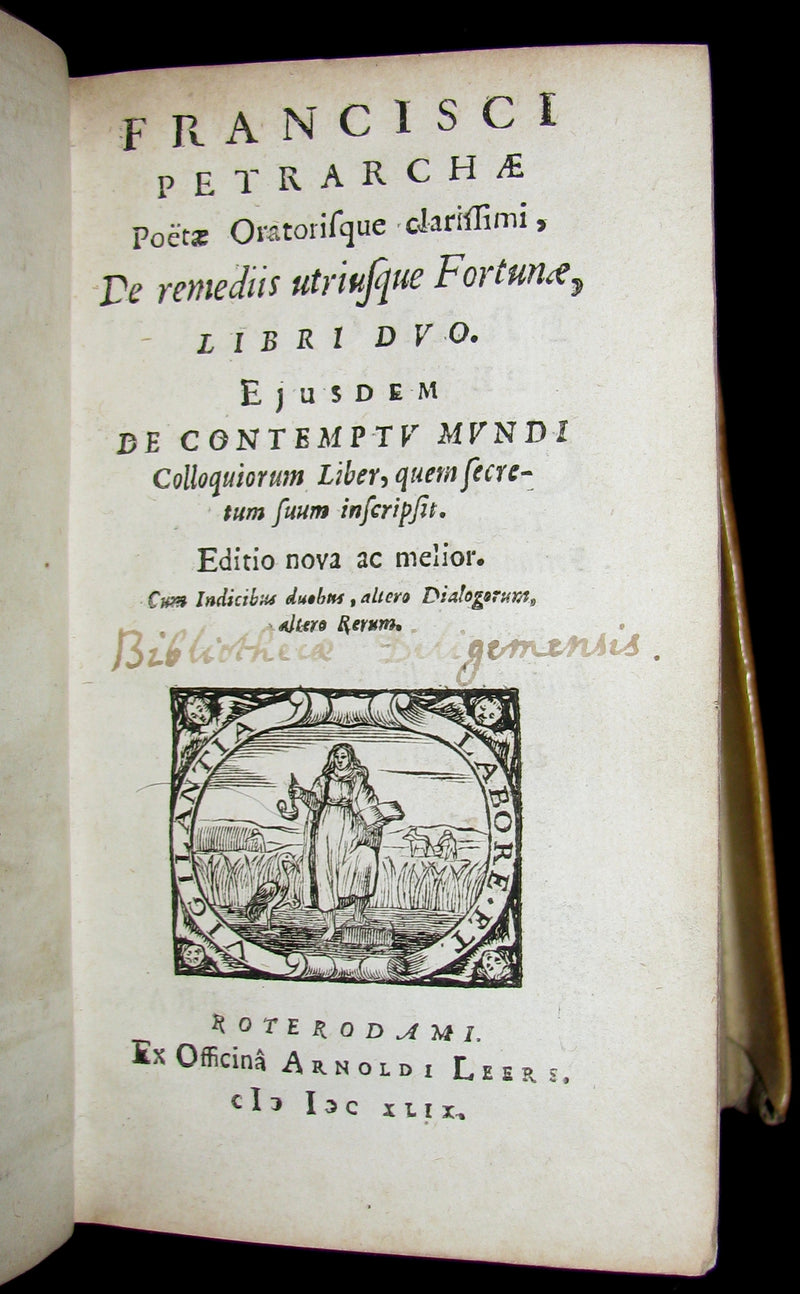 FRANCISCI
PETRARCHÆ
Poëtæ Oratoriſque clariſſimi,
De remediis utriuſque Fortunæ,
LIBRI DVO.
EjUSDEM
DE CONTEMPTV MVNDI
Colloquiorum Liber, quem ſecre-
tum ſuum inſcripſit.
Editio nova ac melior.
Cum Indicibus duobus, altero Dialogorum,
altero Rerum.
Bibliothecæ Diligemensis.
VIGILANTIA
LABORE·ET·
ROTERODAMI.
Ex Officinâ ARNOLDI LEERS,
cIↄ Iↄc XLIX.